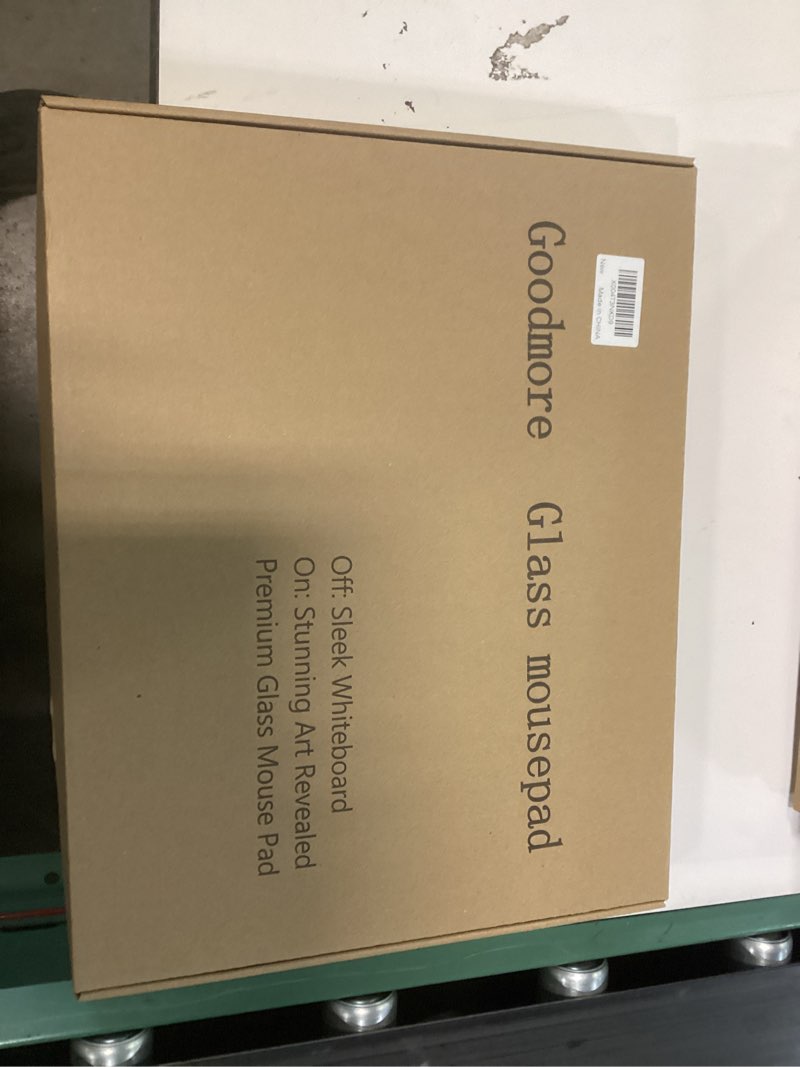 Goodmore Glass mousepad
New Made in CHINA
Off: Sleek Whiteboard
On: Stunning Art Revealed
Premium Glass Mouse Pad